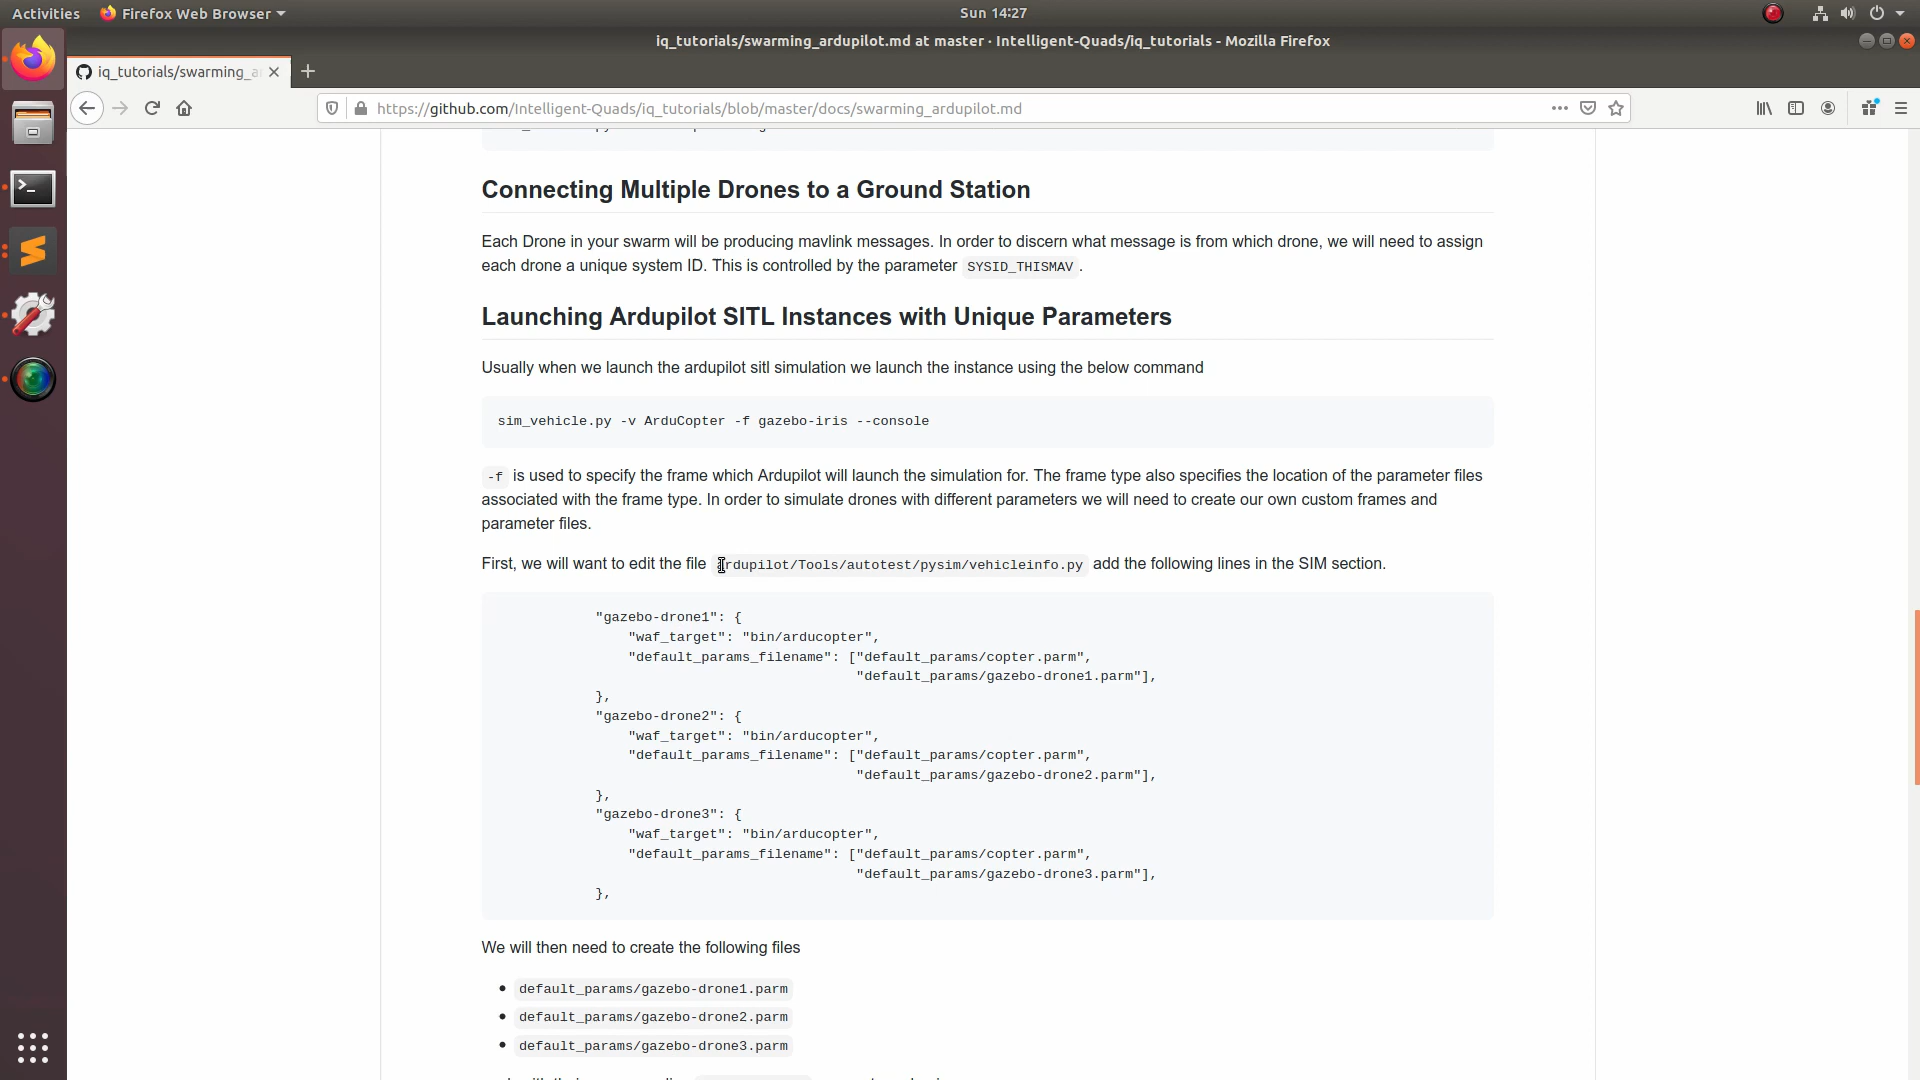 Activities
Firefox Web Browser
Sun 14:27
iq_tutorials/swarming_ardupilot.md at master · Intelligent-Quads/iq_tutorials - Mozilla Firefox
iq_tutorials/swarming_a
https://github.com/Intelligent-Quads/iq_tutorials/blob/master/docs/swarming_ardupilot.md
Connecting Multiple Drones to a Ground Station
Each Drone in your swarm will be producing mavlink messages. In order to discern what message is from which drone, we will need to assign
each drone a unique system ID. This is controlled by the parameter SYSID_THISMAV .
Launching Ardupilot SITL Instances with Unique Parameters
Usually when we launch the ardupilot sitl simulation we launch the instance using the below command
sim_vehicle.py -v ArduCopter -f gazebo-iris --console
-f is used to specify the frame which Ardupilot will launch the simulation for. The frame type also specifies the location of the parameter files
associated with the frame type. In order to simulate drones with different parameters we will need to create our own custom frames and
parameter files.
First, we will want to edit the file ardupilot/Tools/autotest/pysim/vehicleinfo.py add the following lines in the SIM section.
"gazebo-drone1": {
"waf_target": "bin/arducopter",
"default_params_filename": ["default_params/copter.parm",
"default_params/gazebo-drone1.parm"],
},
"gazebo-drone2": {
"waf_target": "bin/arducopter",
"default_params_filename": ["default_params/copter.parm",
"default_params/gazebo-drone2.parm"],
},
"gazebo-drone3": {
"waf_target": "bin/arducopter",
"default_params_filename": ["default_params/copter.parm",
"default_params/gazebo-drone3.parm"],
},
We will then need to create the following files
• default_params/gazebo-drone1.parm
• default_params/gazebo-drone2.parm
• default_params/gazebo-drone3.parm